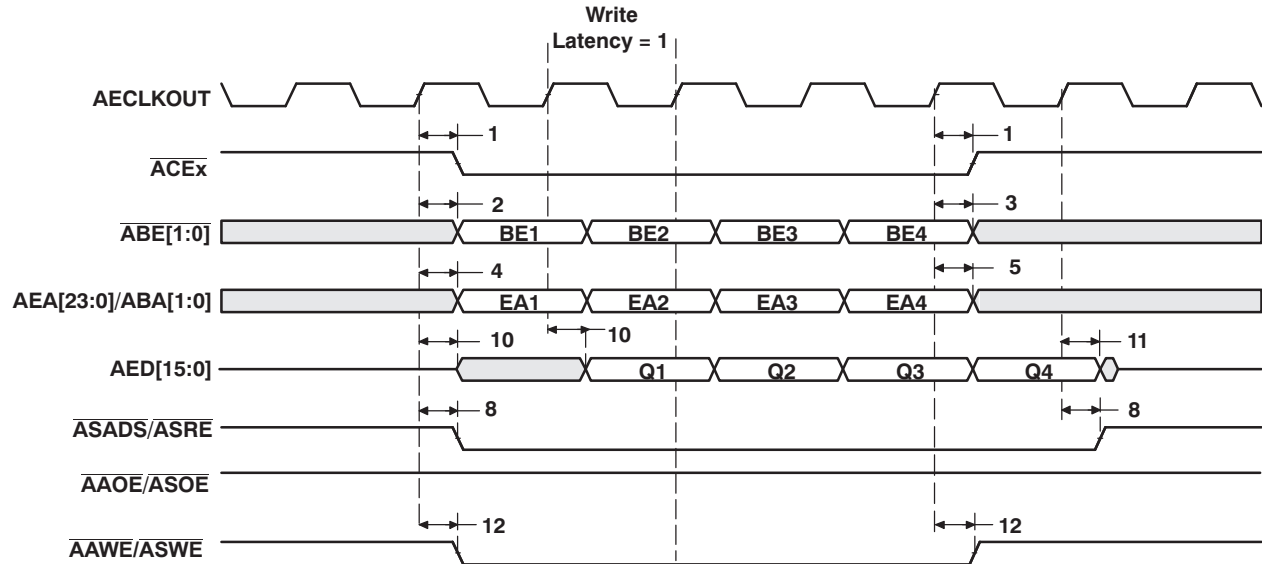 Write
Latency = 1
AECLKOUT
1 1
ACEx
2 3
ABE[1:0] BE1 BE2 BE3 BE4
4 5
AEA[23:0]/ABA[1:0] EA1 EA2 EA3 EA4
10 10 11
AED[15:0] Q1 Q2 Q3 Q4
8 8
ASADS/ASRE
AAOE/ASOE
12 12
AAWE/ASWE